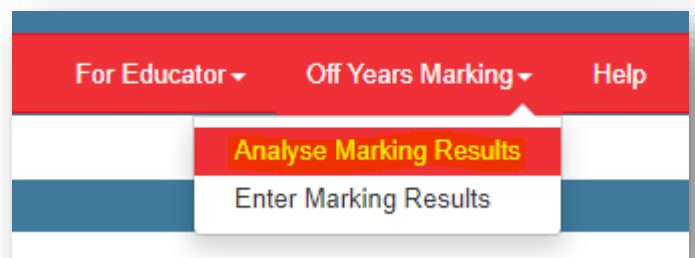 For Educator Off Years Marking Help
Analyse Marking Results
Enter Marking Results